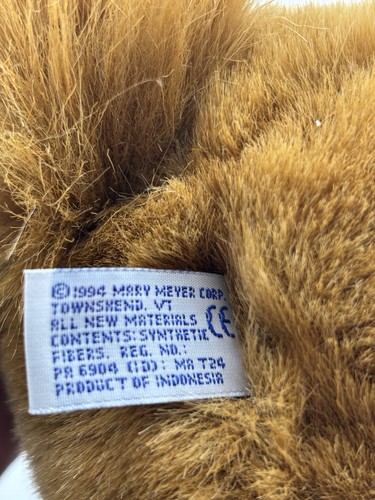 ©1994 MARY MEYER CORP.
TOWNSHEND, VT
ALL NEW MATERIALS
CONTENTS: SYNTHETIC CE
FIBERS. REG. NO.:
PA 6904 (ID): MA T24
PRODUCT OF INDONESIA